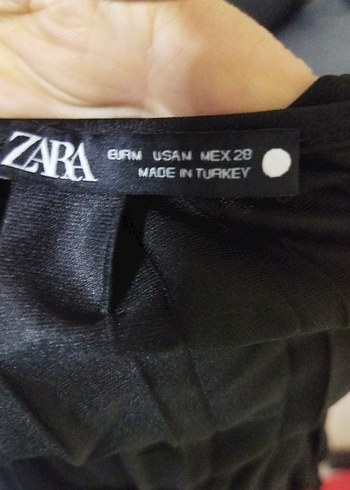 ZARA
EUR M USA M MEX 28
MADE IN TURKEY